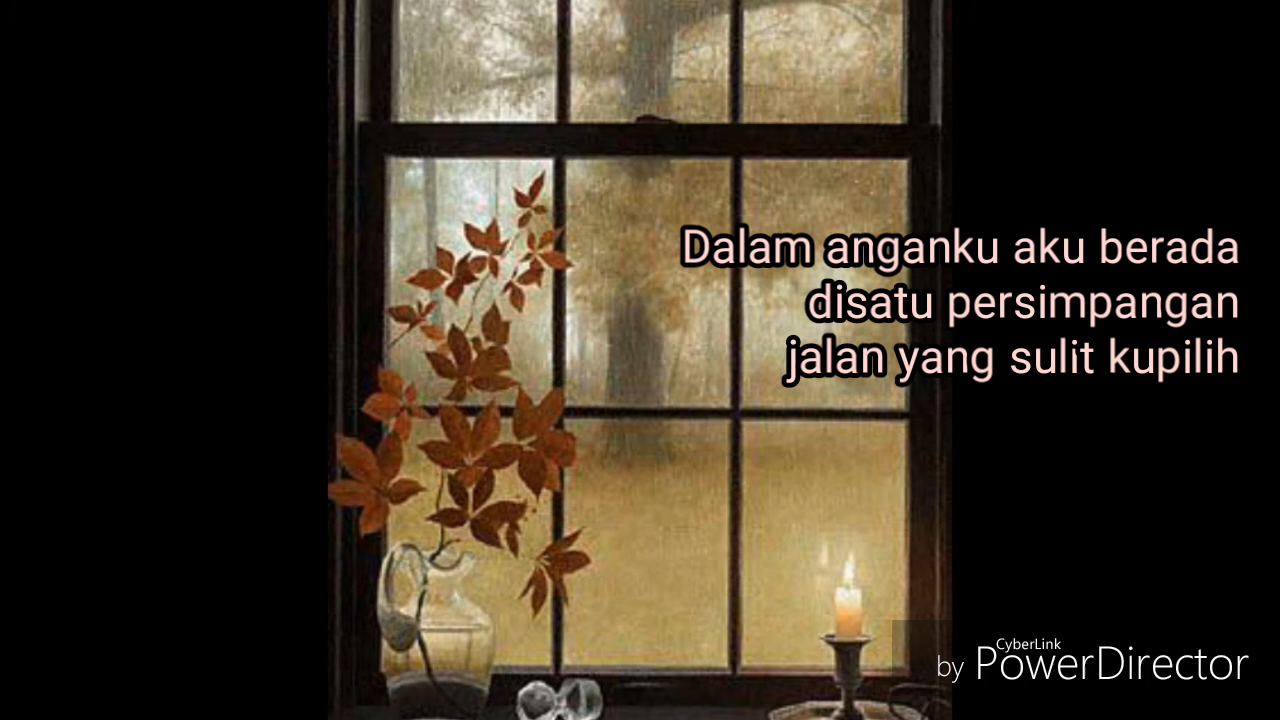 Dalam anganku aku berada
disatu persimpangan
jalan yang sulit kupilih
CyberLink
by PowerDirector